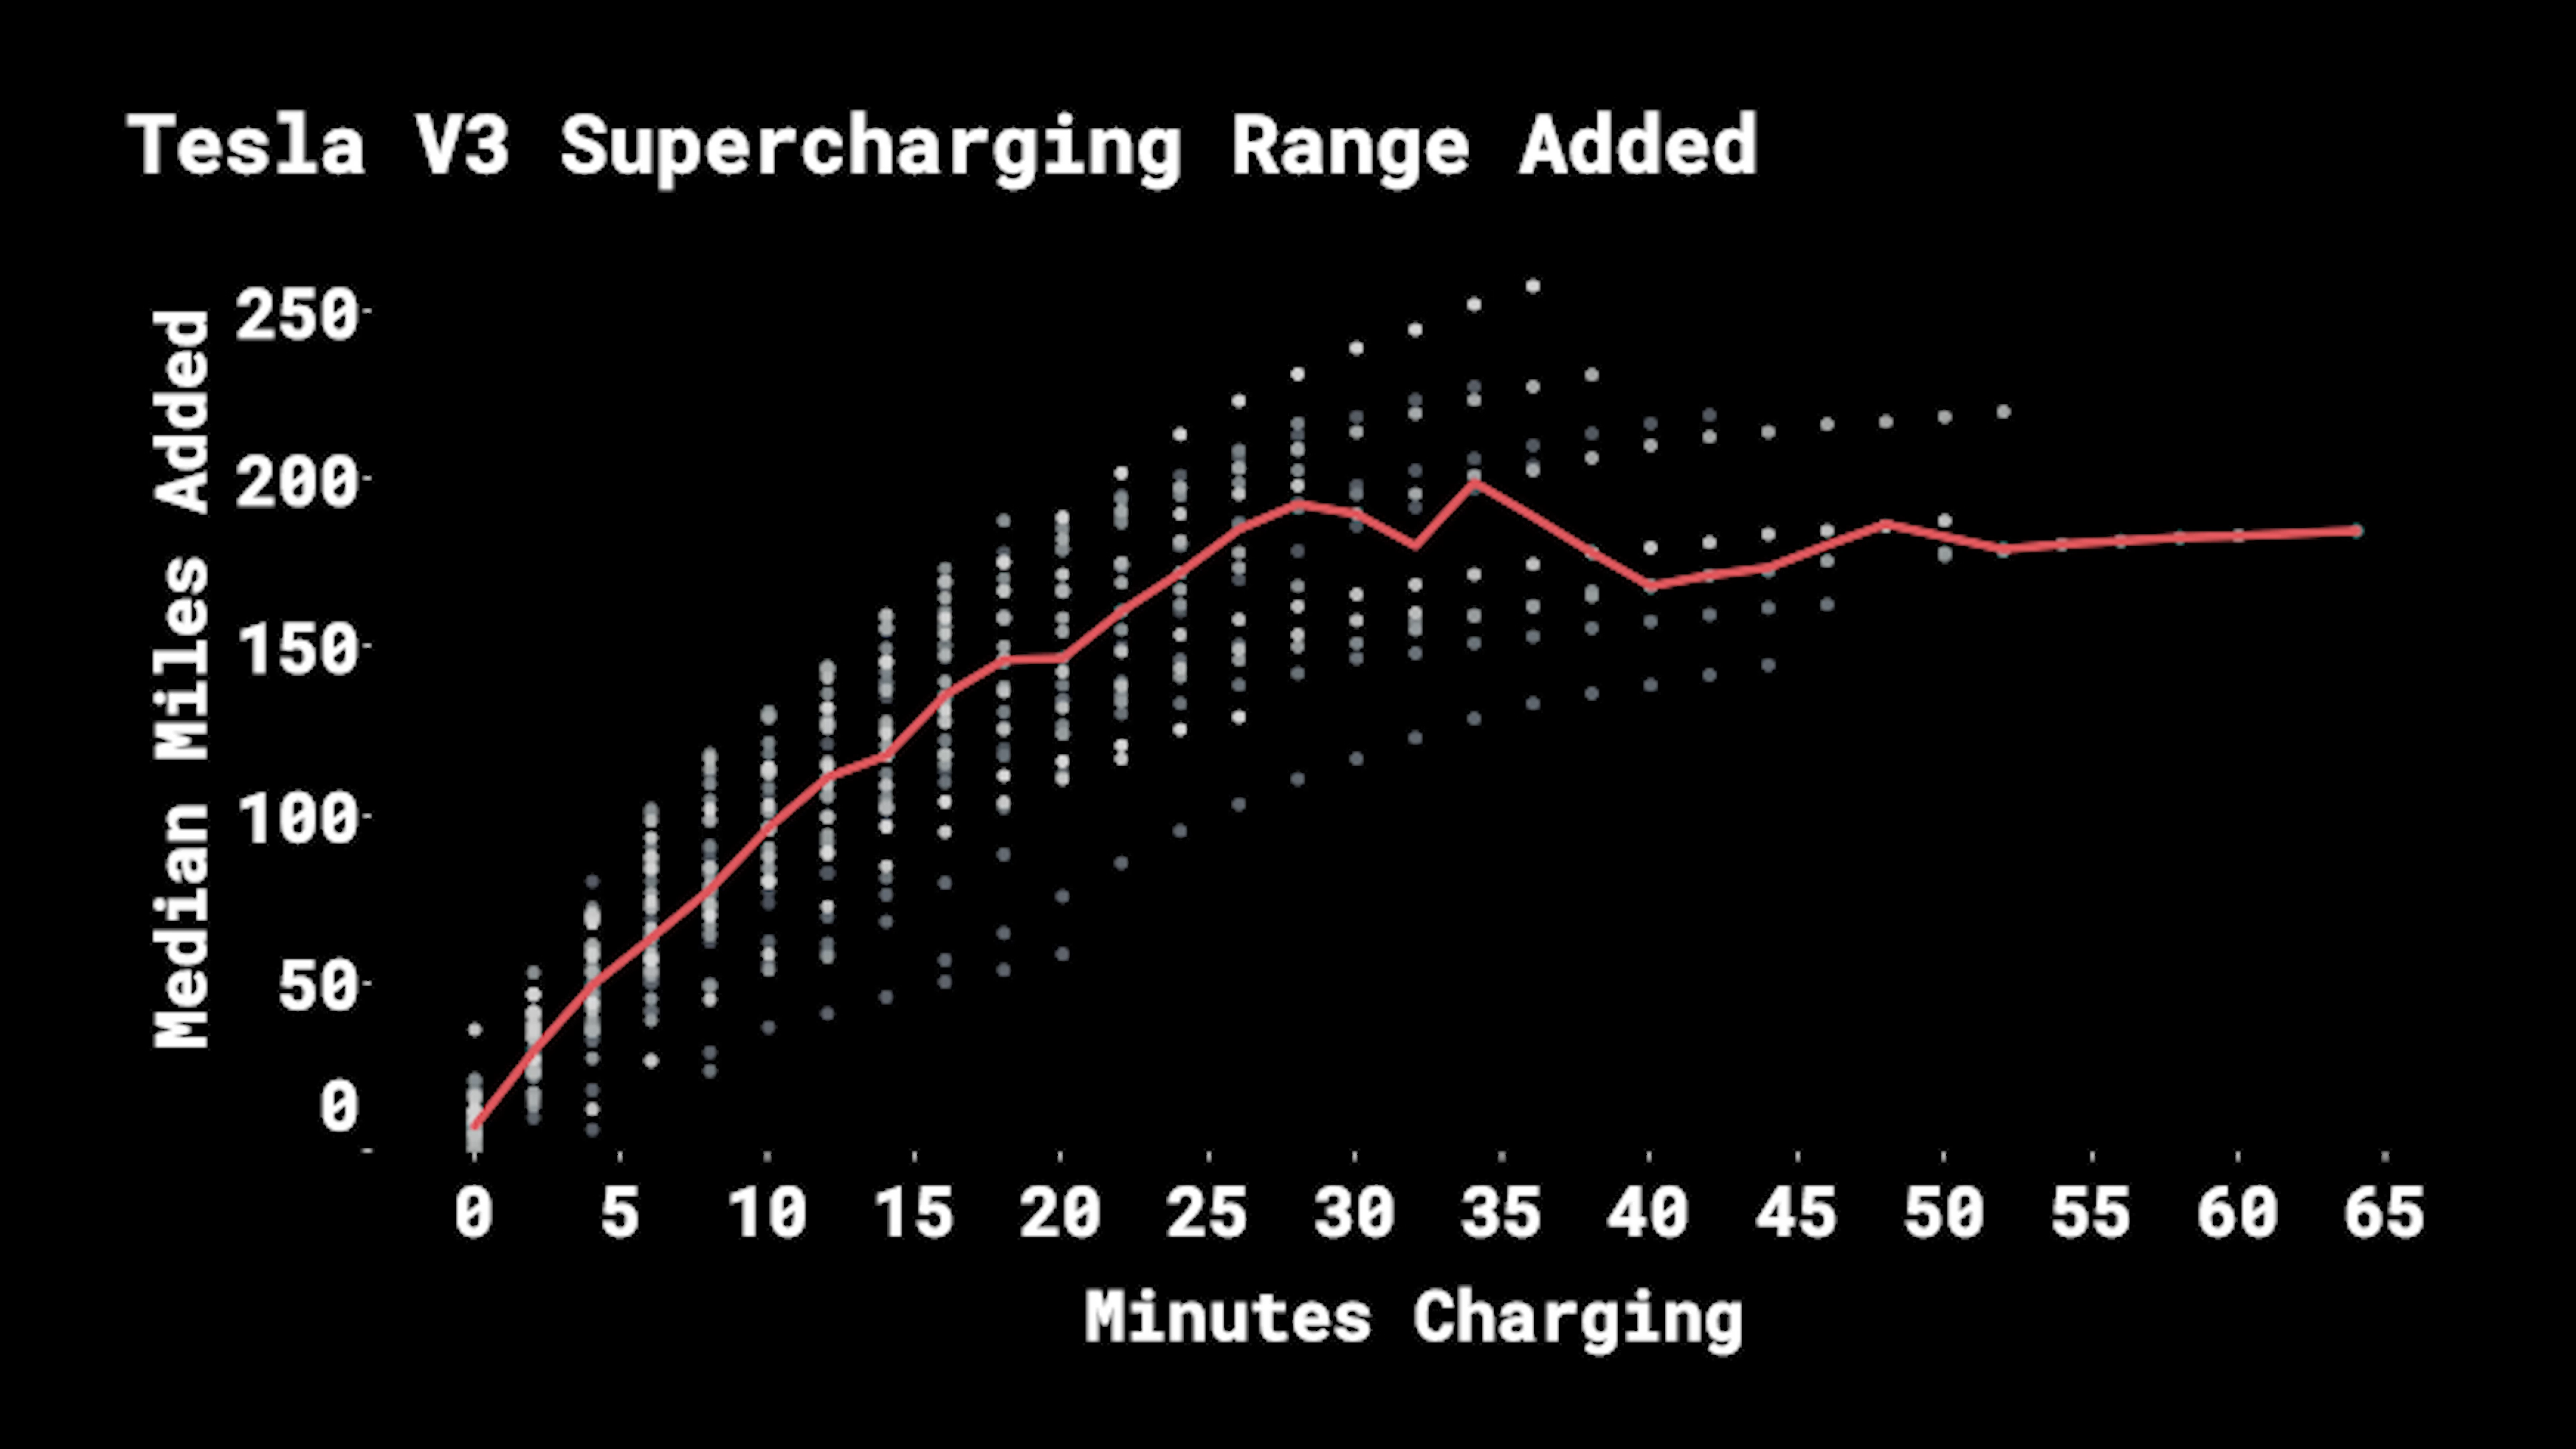 Tesla V3 Supercharging Range Added
Median Miles Added
250
200
150
100
50
0
0 5 10 15 20 25 30 35 40 45 50 55 60 65
Minutes Charging